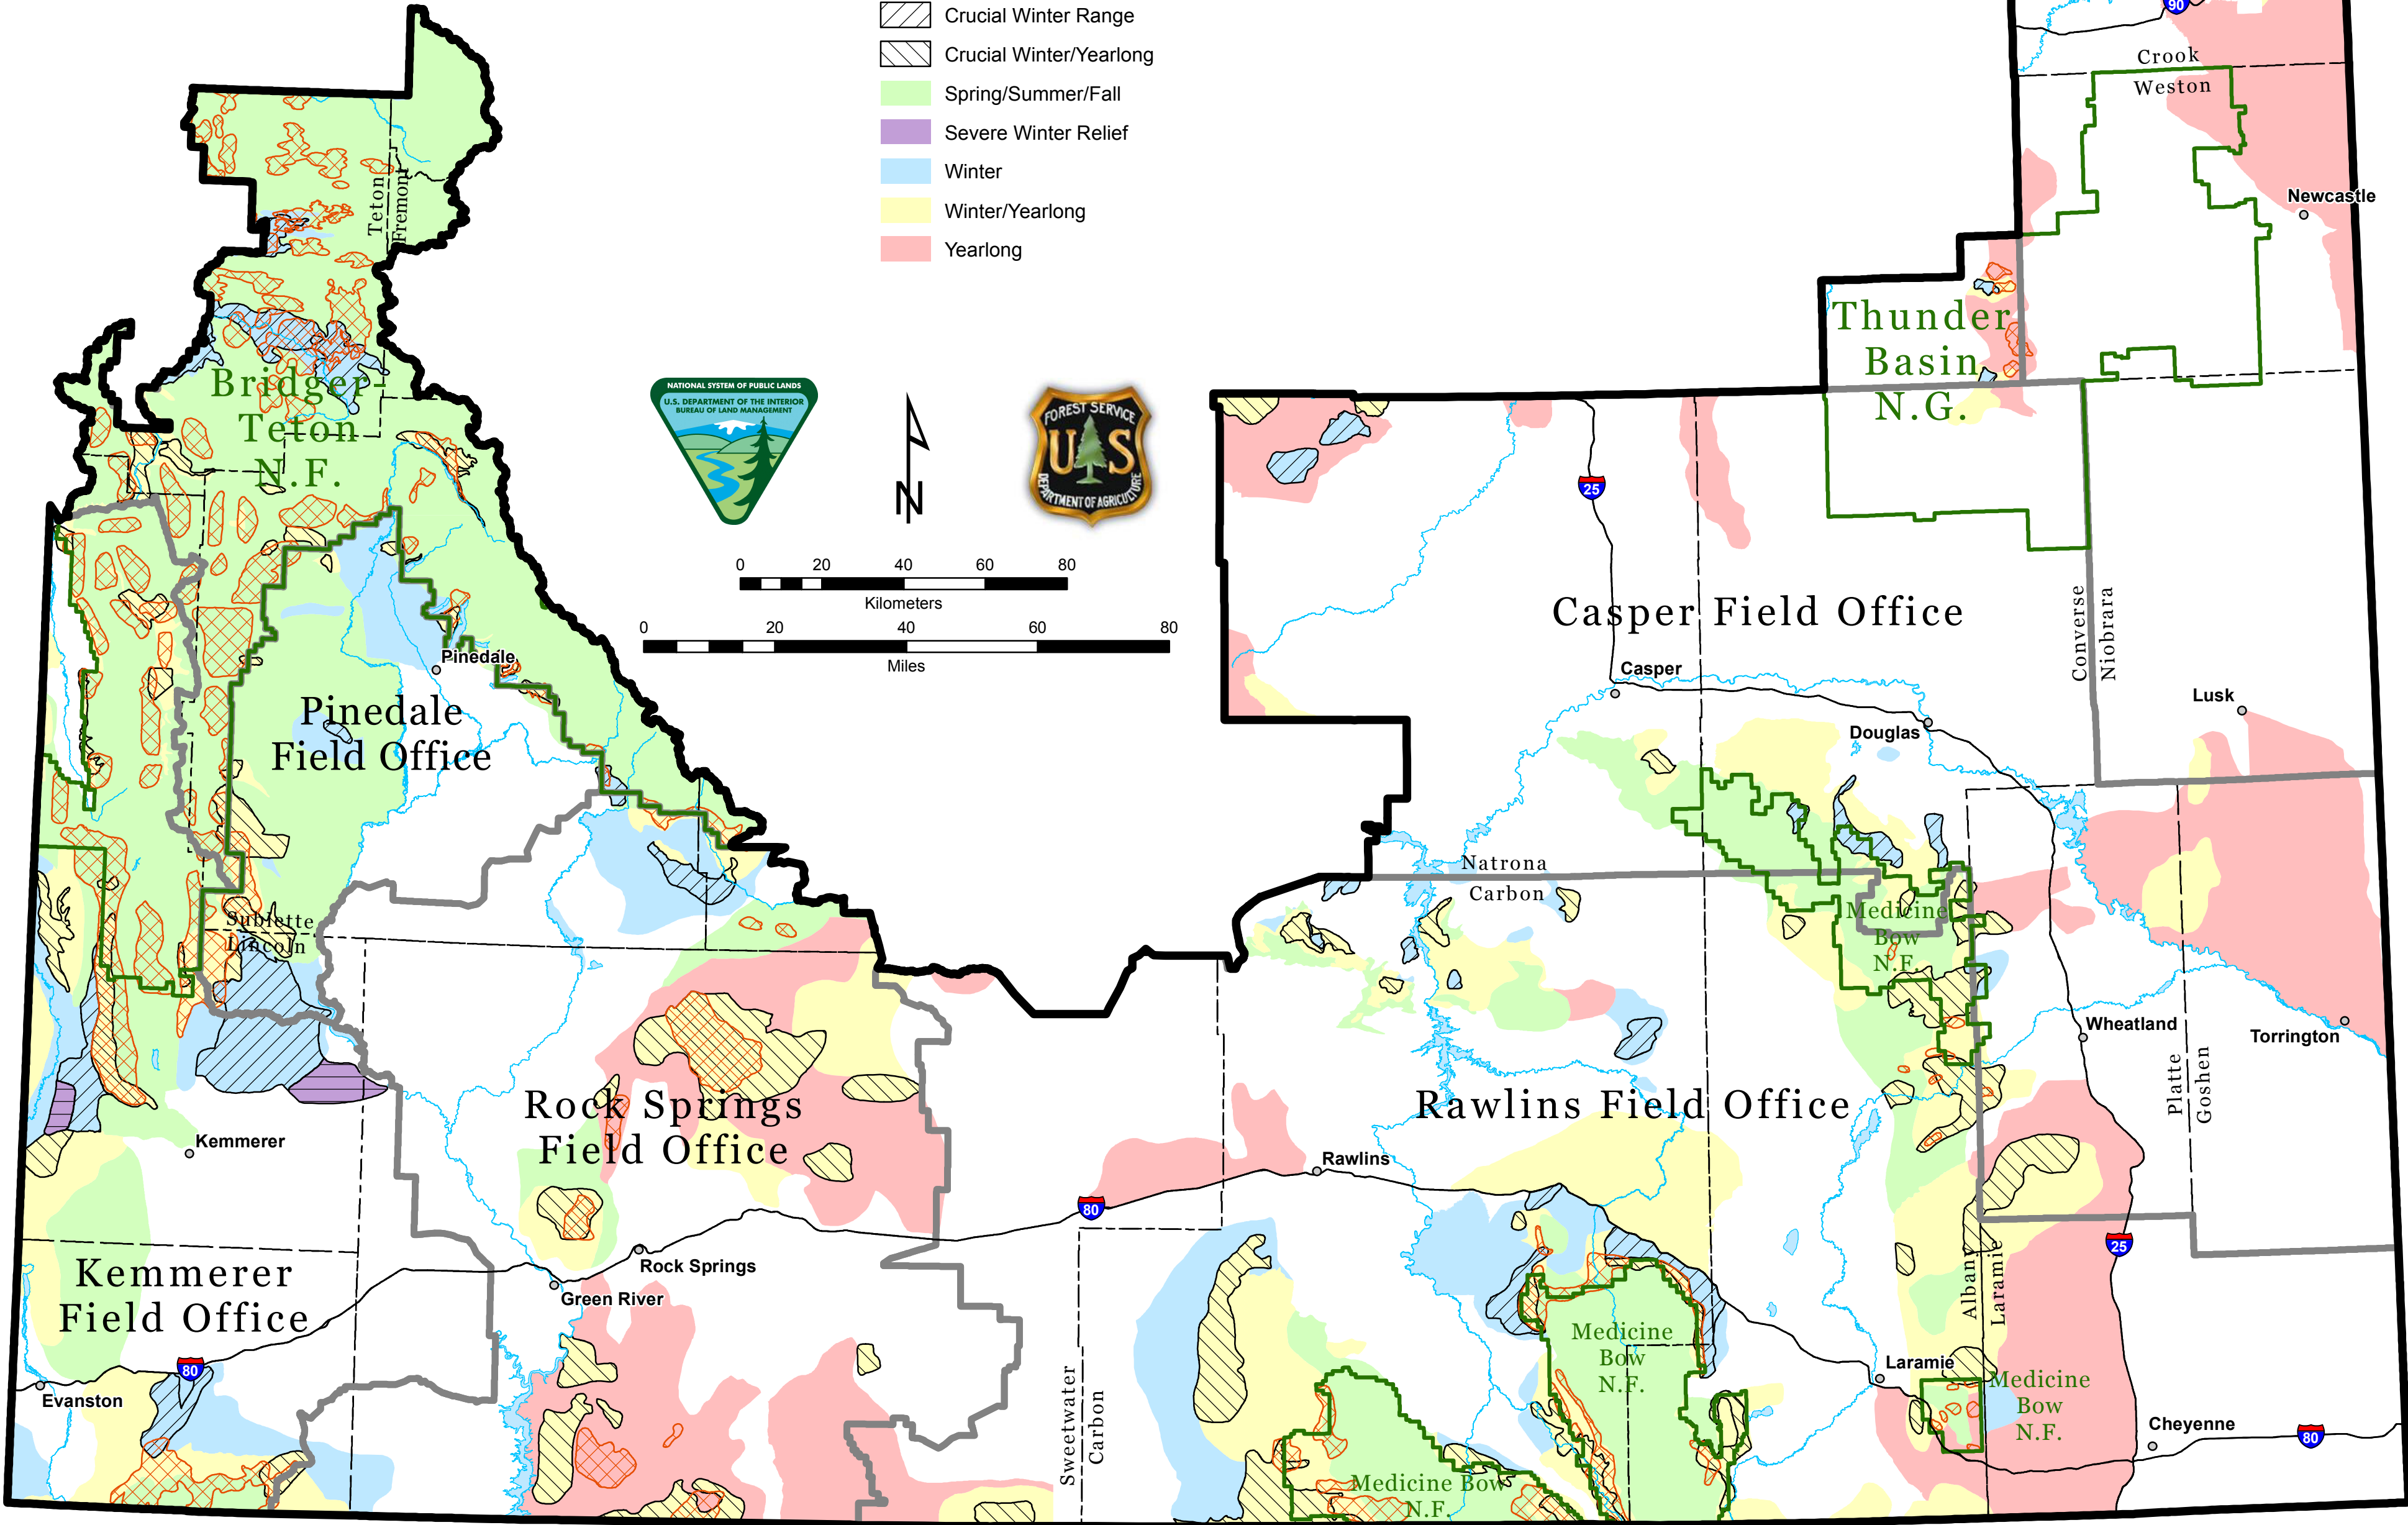 Crucial Winter Range
Crucial Winter/Yearlong
Spring/Summer/Fall
Severe Winter Relief
Winter
Winter/Yearlong
Yearlong
90
Crook
Weston
Newcastle
Teton
Fremont
Bridger
Teton
N.F.
Thunder
Basin
N.G.
NATIONAL SYSTEM OF PUBLIC LANDS
U.S. DEPARTMENT OF THE INTERIOR
BUREAU OF LAND MANAGEMENT
N
FOREST SERVICE
U S
DEPARTMENT OF AGRICULTURE
0 20 40 60 80
Kilometers
0 20 40 60 80
Miles
25
Casper Field Office
Converse
Niobrara
Pinedale
Pinedale
Field Office
Casper
Douglas
Lusk
Natrona
Carbon
Sublette
Lincoln
Medicine
Bow
N.F.
Wheatland
Torrington
Platte
Goshen
Rock Springs
Field Office
Rawlins Field Office
Kemmerer
Rawlins
80
25
Rock Springs
Green River
Kemmerer
Field Office
80
Evanston
Sweetwater
Carbon
Albany
Laramie
Medicine
Bow
N.F.
Laramie
Medicine
Bow
N.F.
Cheyenne
80
Medicine Bow
N.F.